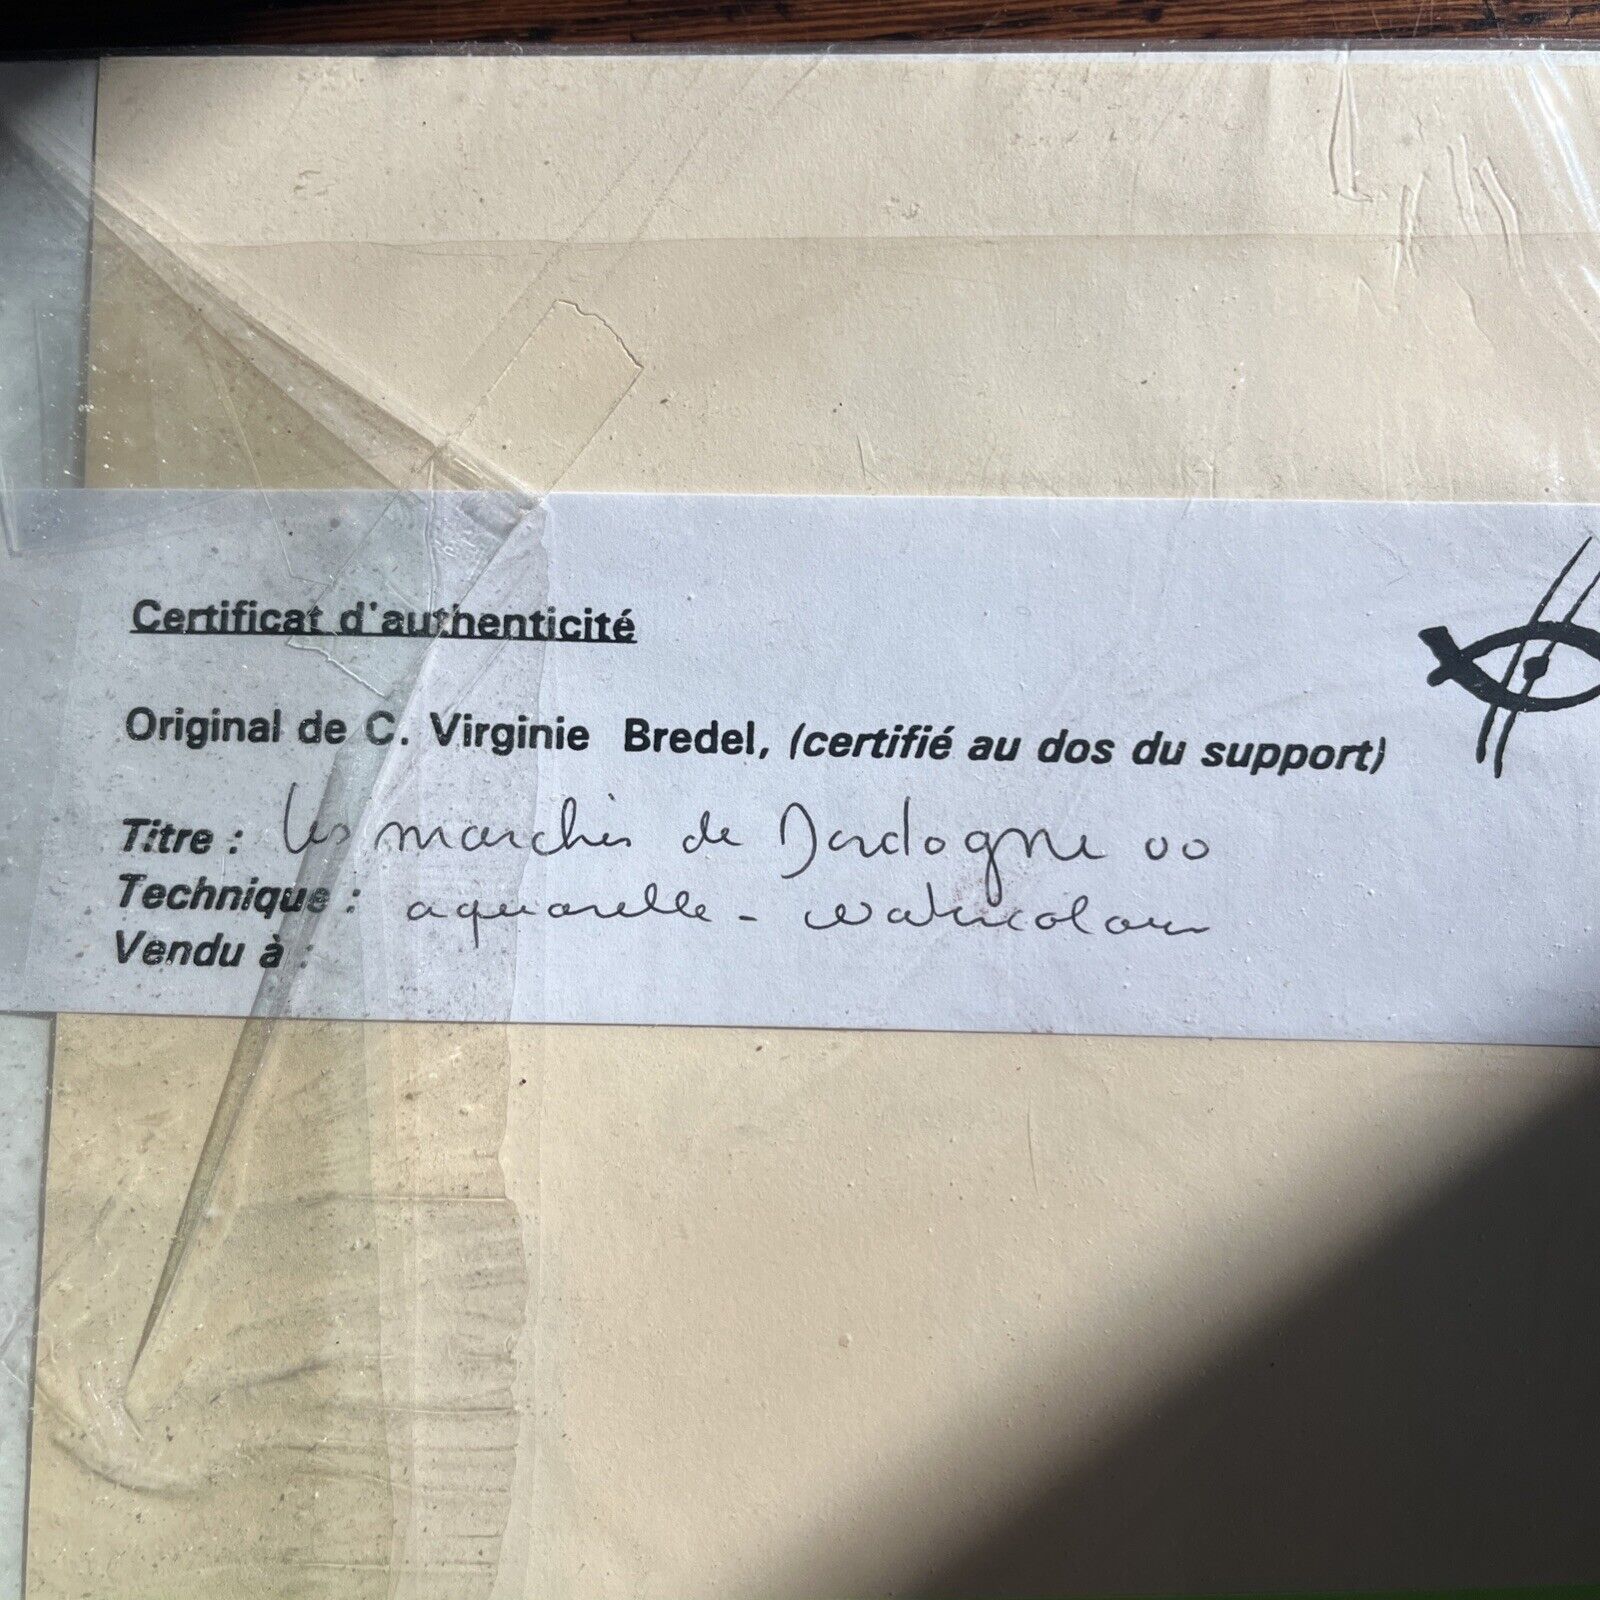 Certificat d'authenticité
Original de C. Virginie Bredel, (certifié au dos du support)
Titre : Les marchés de Dordogne 00
Technique : aquarelle - watercolour
Vendu à :